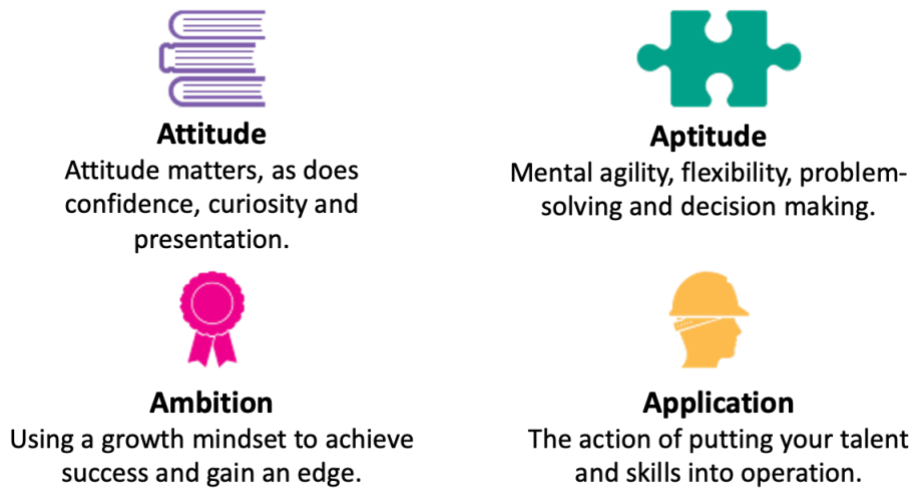 Attitude
Attitude matters, as does
confidence, curiosity and
presentation.
Aptitude
Mental agility, flexibility, problem-
solving and decision making.
Ambition
Using a growth mindset to achieve
success and gain an edge.
Application
The action of putting your talent
and skills into operation.